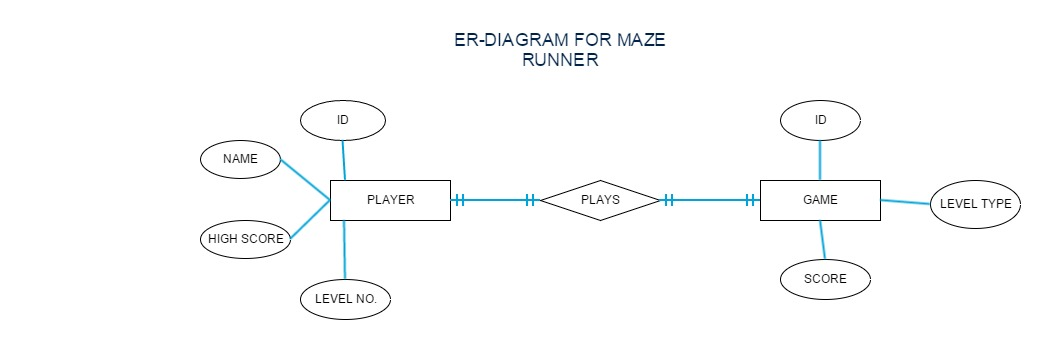 ER-DIAGRAM FOR MAZE
RUNNER
ID
ID
NAME
PLAYER
PLAYS
GAME
LEVEL TYPE
HIGH SCORE
SCORE
LEVEL NO.